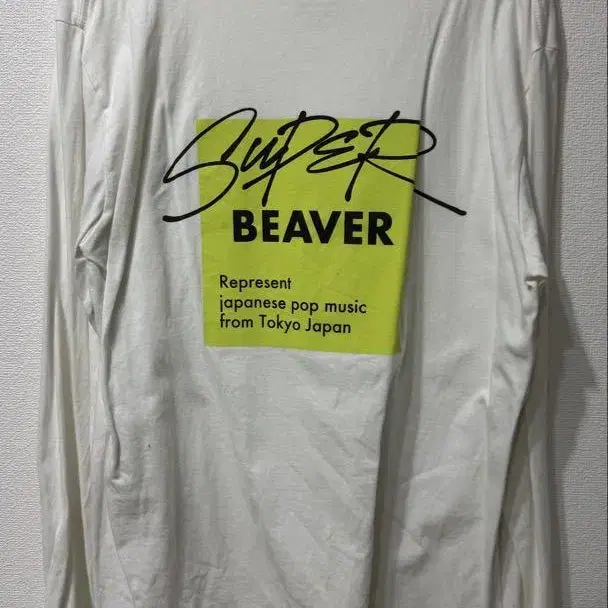 SUPER
BEAVER
Represent
japanese pop music
from Tokyo Japan